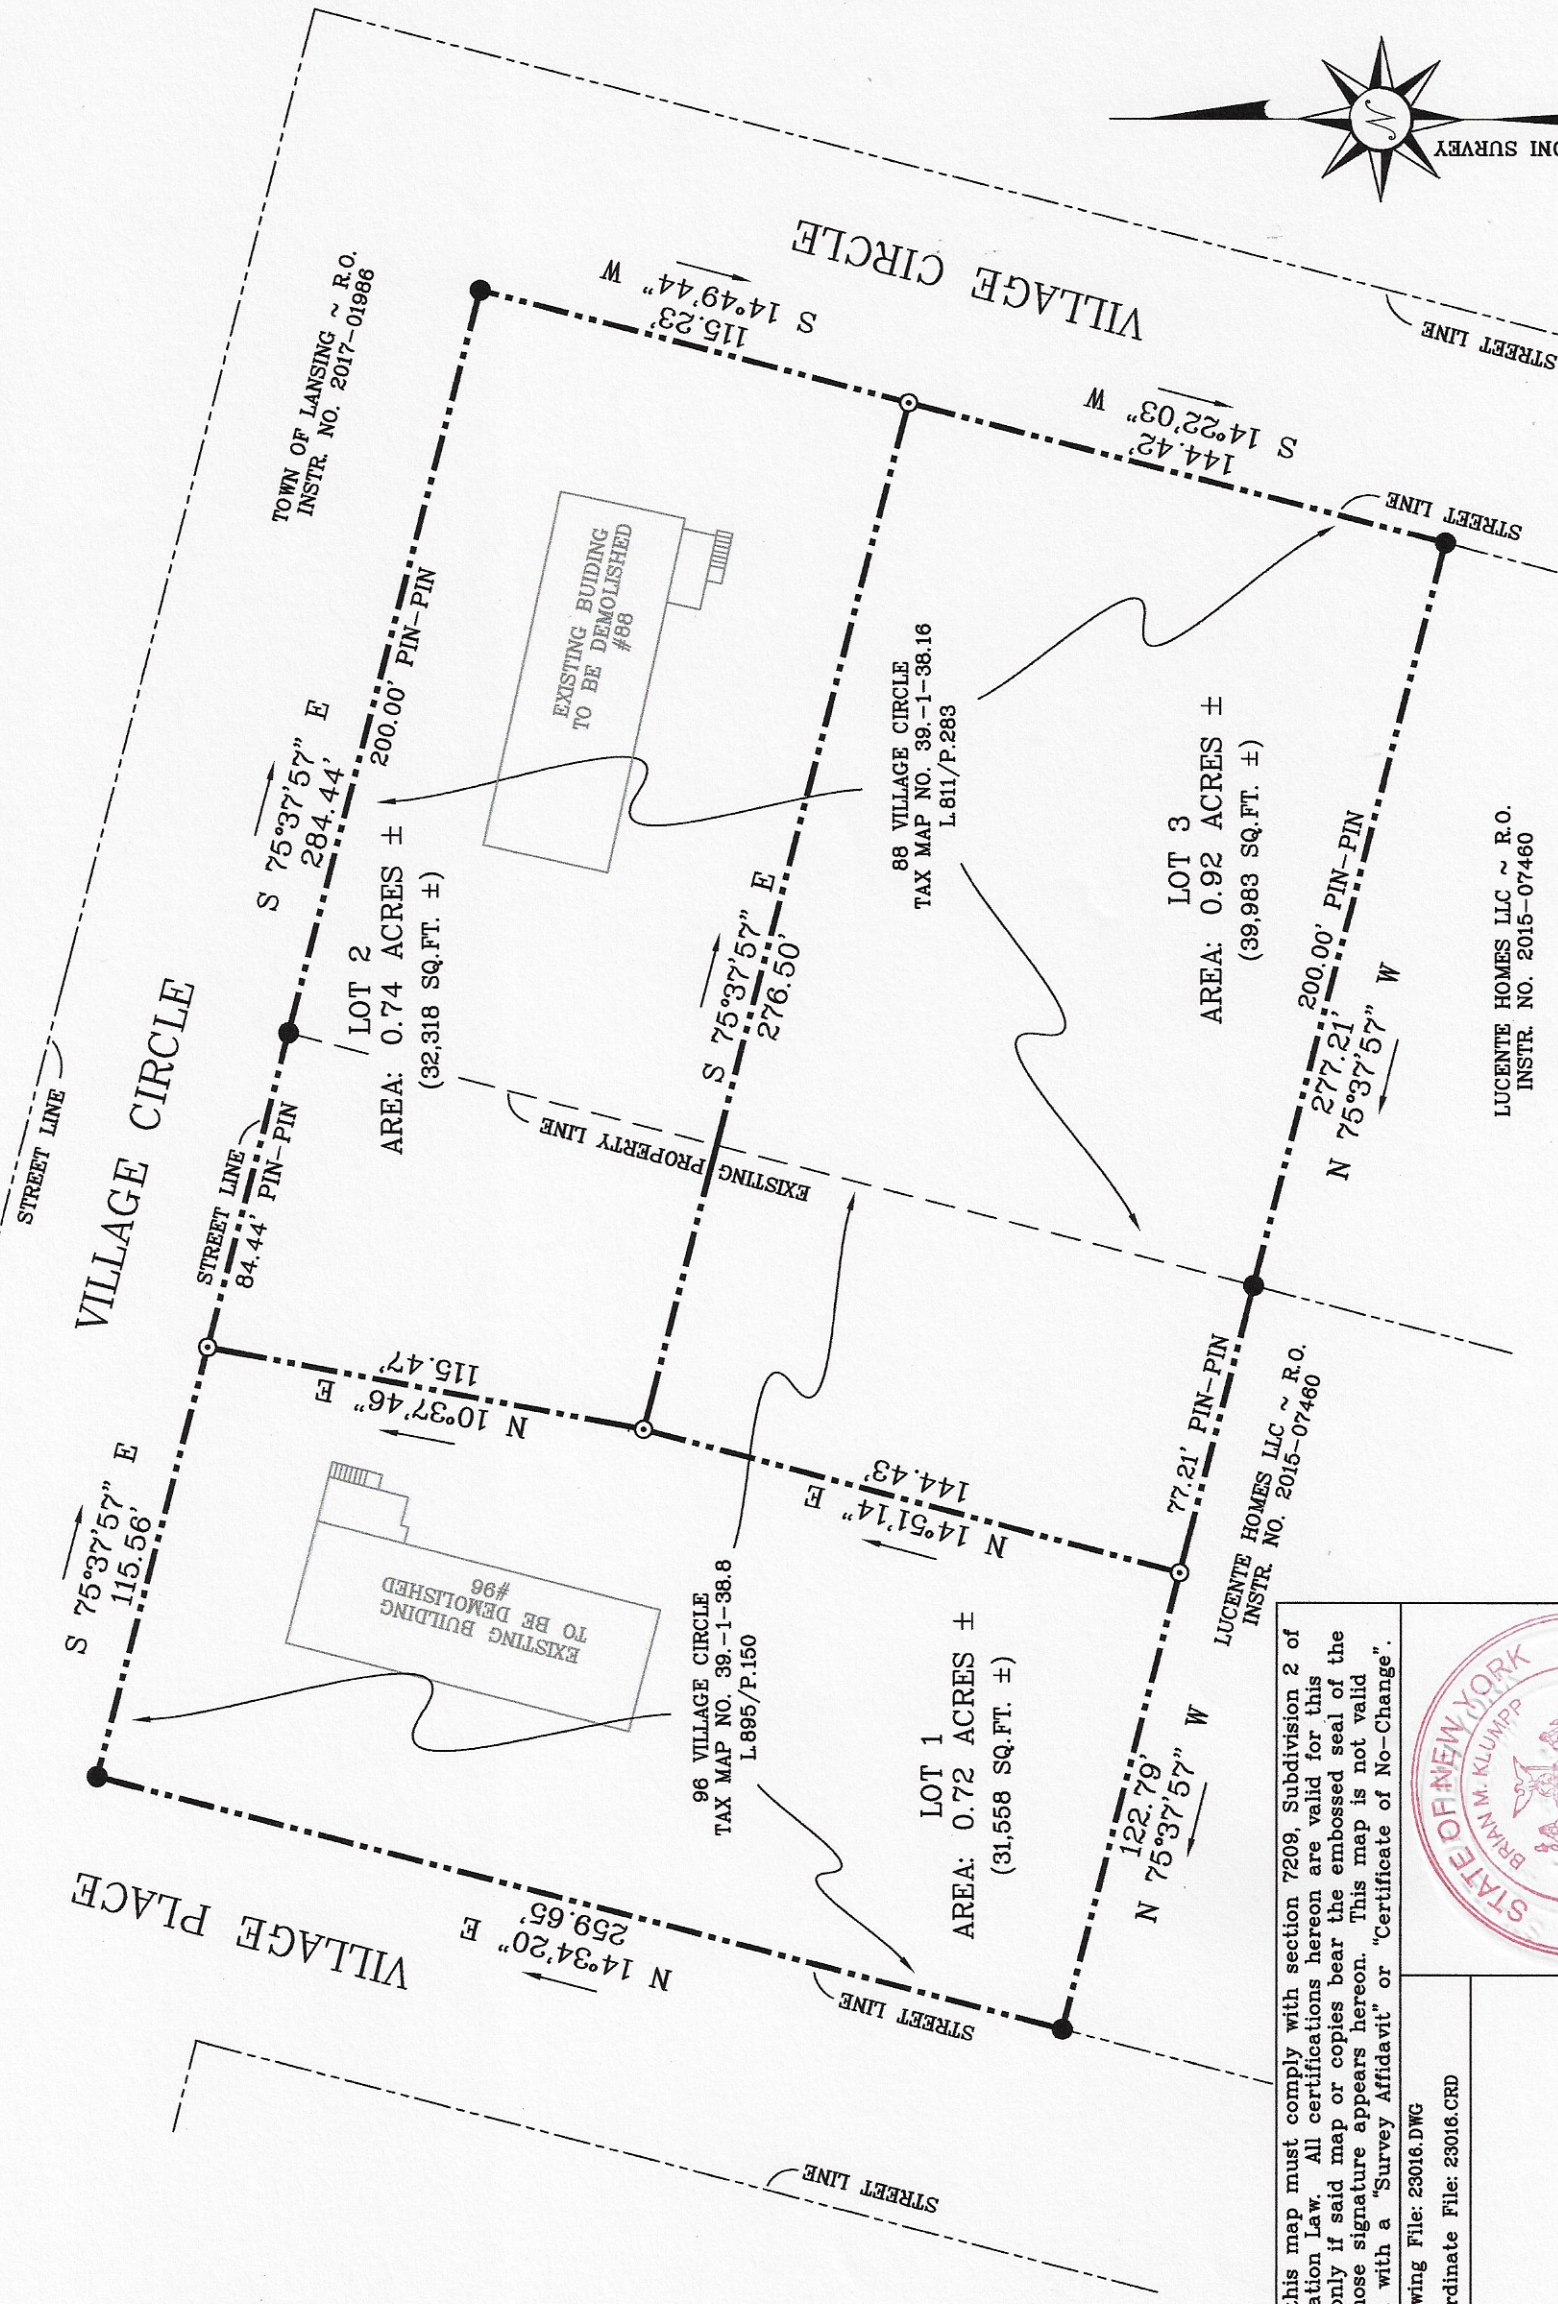 STREET LINE
VILLAGE CIRCLE
TOWN OF LANSING ~ R.O.
INSTR. NO. 2017-01986
S 75°37'57" E
115.56'
STREET LINE
84.44' PIN-PIN
S 75°37'57" E
284.44'
200.00' PIN-PIN
VILLAGE PLACE
N 14°34'20" E
259.65'
STREET LINE
STREET LINE
EXISTING BUILDING
TO BE DEMOLISHED
#96
N 10°37'46" E
115.47'
LOT 2
AREA: 0.74 ACRES ±
(32,318 SQ.FT. ±)
EXISTING BUIDING
TO BE DEMOLISHED
#88
S 14°49'44" W
115.23'
VILLAGE CIRCLE
EXISTING PROPERTY LINE
S 75°37'57" E
276.50'
96 VILLAGE CIRCLE
TAX MAP NO. 39.-1-38.8
L.895/P.150
88 VILLAGE CIRCLE
TAX MAP NO. 39.-1-38.16
L.811/P.283
N 14°51'14" E
144.43'
S 14°22'03" W
144.42'
STREET LINE
STREET LINE
LOT 1
AREA: 0.72 ACRES ±
(31,558 SQ.FT. ±)
LOT 3
AREA: 0.92 ACRES ±
(39,983 SQ.FT. ±)
122.79'
N 75°37'57" W
77.21' PIN-PIN
200.00' PIN-PIN
277.21'
N 75°37'57" W
LUCENTE HOMES LLC ~ R.O.
INSTR. NO. 2015-07460
LUCENTE HOMES LLC ~ R.O.
INSTR. NO. 2015-07460
SURVEY
this map must comply with section 7209, Subdivision 2 of
Law. All certifications hereon are valid for this
only if said map or copies bear the embossed seal of the
signature appears hereon. This map is not valid
with a "Survey Affidavit" or "Certificate of No-Change".
File: 23016.DWG
File: 23016.CRD
STATE OF NEW YORK
BRIAN M. KLUMPP